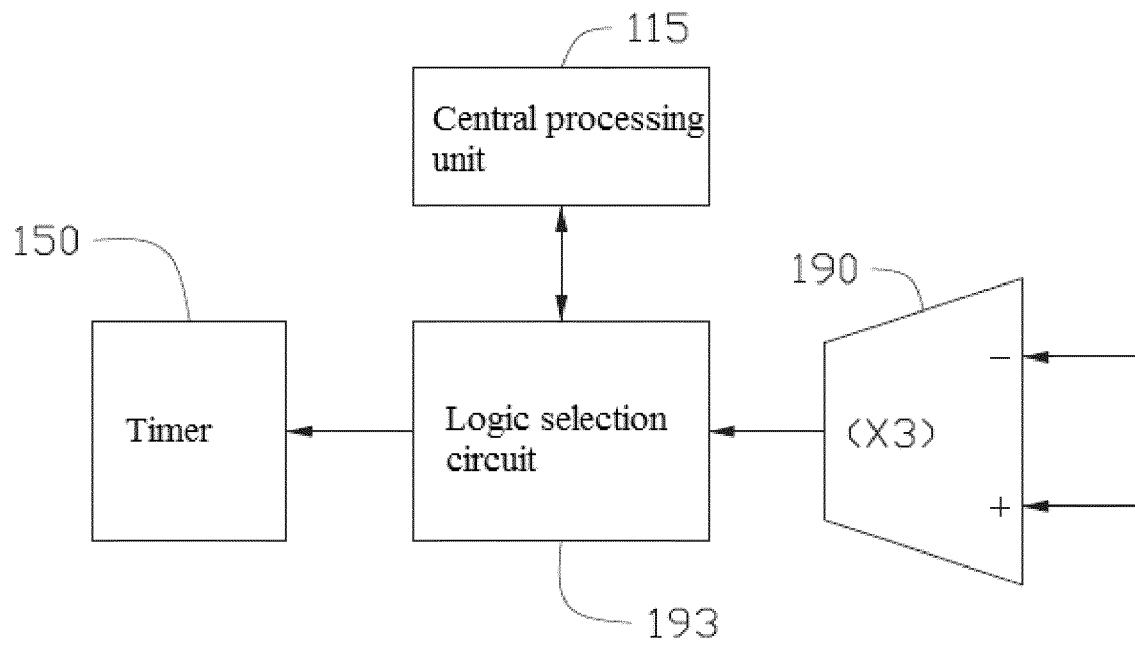 115
Central processing
unit
150
190
−
Timer
Logic selection
circuit
(X3)
+
193